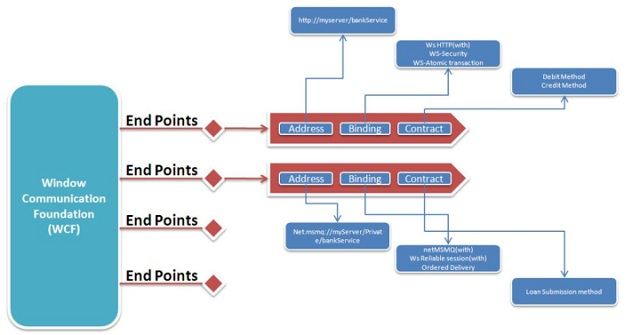 http://myserver/bankService
Ws HTTP(with)
WS-Security
WS-Atomic transaction
Debit Method
Credit Method
End Points
Address
Binding
Contract
End Points
Address
Binding
Contract
Window
Communication
Foundation
(WCF)
End Points
End Points
Net.msmq://myServer/Privat
e/bankService
netMSMQ(with)
Ws Reliable session(with)
Ordered Delivery
Loan Submission method